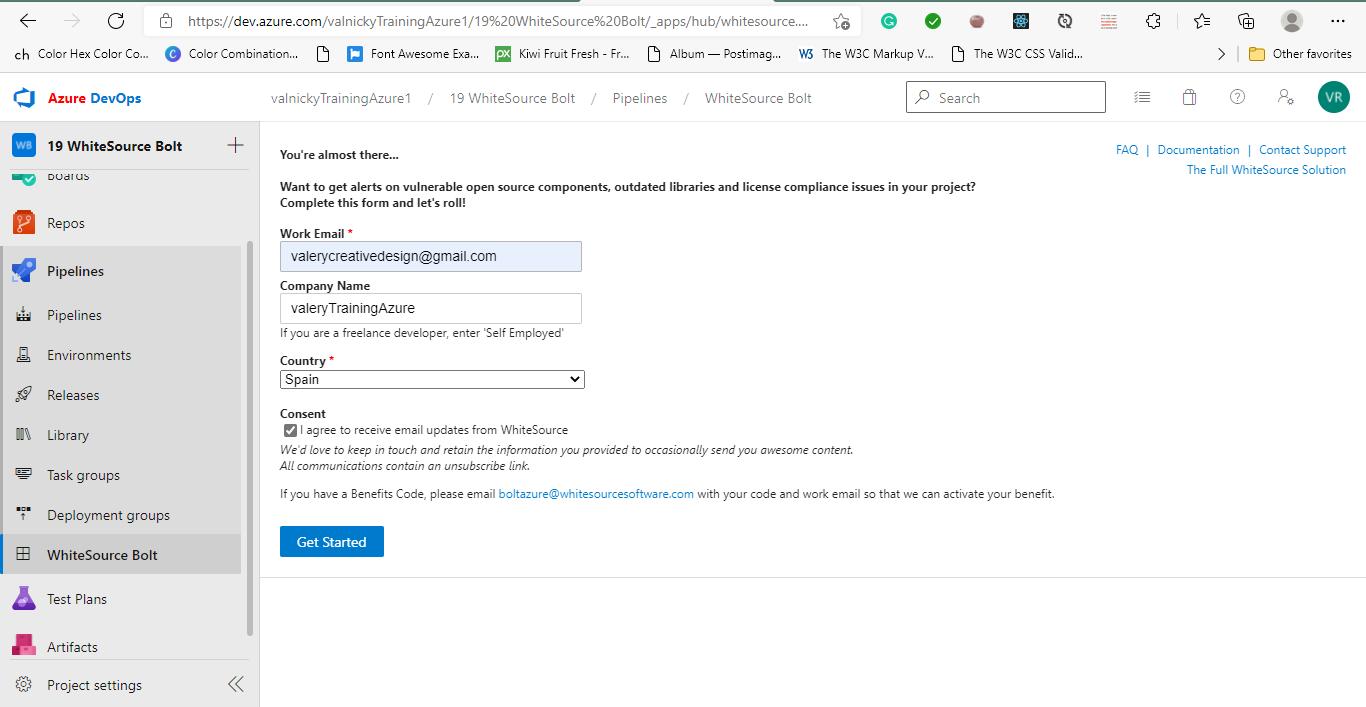 https://dev.azure.com/valnickyTrainingAzure1/19%20WhiteSource%20Bolt/_apps/hub/whitesource....
ch Color Hex Color Co...
C Color Combination...
Font Awesome Exa...
px Kiwi Fruit Fresh - Fr...
Album — Postimag...
W3 The W3C Markup V...
The W3C CSS Valid...
Other favorites
Azure DevOps
valnickyTrainingAzure1 / 19 WhiteSource Bolt / Pipelines / WhiteSource Bolt
Search
VR
WB 19 WhiteSource Bolt
Boards
Repos
Pipelines
Pipelines
Environments
Releases
Library
Task groups
Deployment groups
WhiteSource Bolt
Test Plans
Artifacts
Project settings
FAQ | Documentation | Contact Support
The Full WhiteSource Solution
You're almost there...
Want to get alerts on vulnerable open source components, outdated libraries and license compliance issues in your project?
Complete this form and let's roll!
Work Email *
valerycreativedesign@gmail.com
Company Name
valeryTrainingAzure
If you are a freelance developer, enter 'Self Employed'
Country *
Spain
Consent
I agree to receive email updates from WhiteSource
We'd love to keep in touch and retain the information you provided to occasionally send you awesome content.
All communications contain an unsubscribe link.
If you have a Benefits Code, please email boltazure@whitesourcesoftware.com with your code and work email so that we can activate your benefit.
Get Started